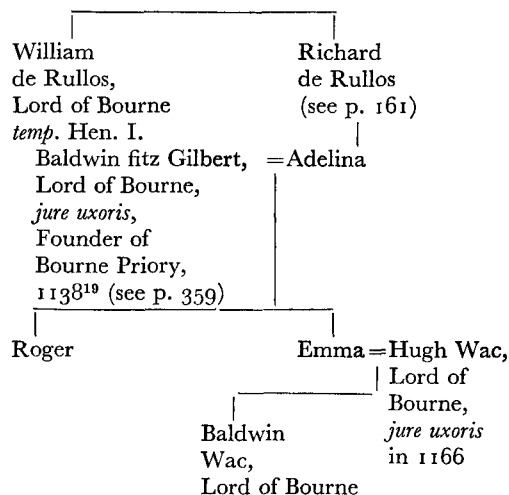 William
de Rullos,
Lord of Bourne
temp. Hen. I.
Richard
de Rullos
(see p. 161)
Baldwin fitz Gilbert,
Lord of Bourne,
jure uxoris,
Founder of
Bourne Priory,
1138¹⁹ (see p. 359)
=Adelina
Roger
Emma=Hugh Wac,
Lord of
Bourne,
jure uxoris
in 1166
Baldwin
Wac,
Lord of Bourne